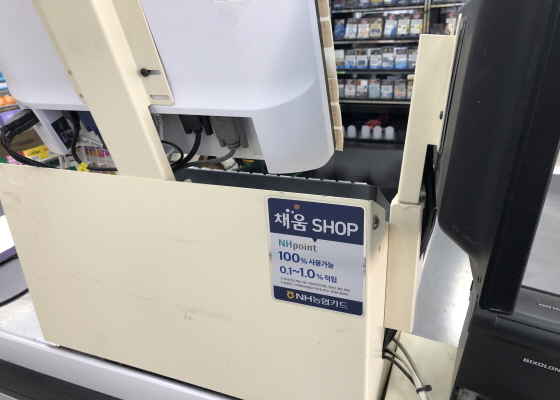 채움 SHOP
NHpoint
100% 사용가능
0.1~1.0% 적립
NH농협카드
BIXOLON